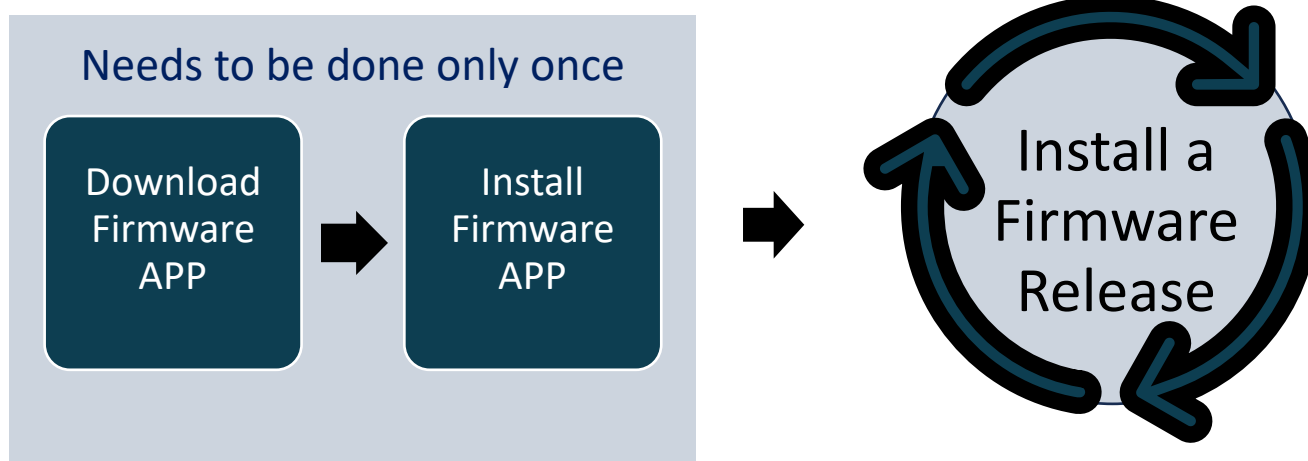 Needs to be done only once
Download
Firmware
APP
Install
Firmware
APP
Install a
Firmware
Release